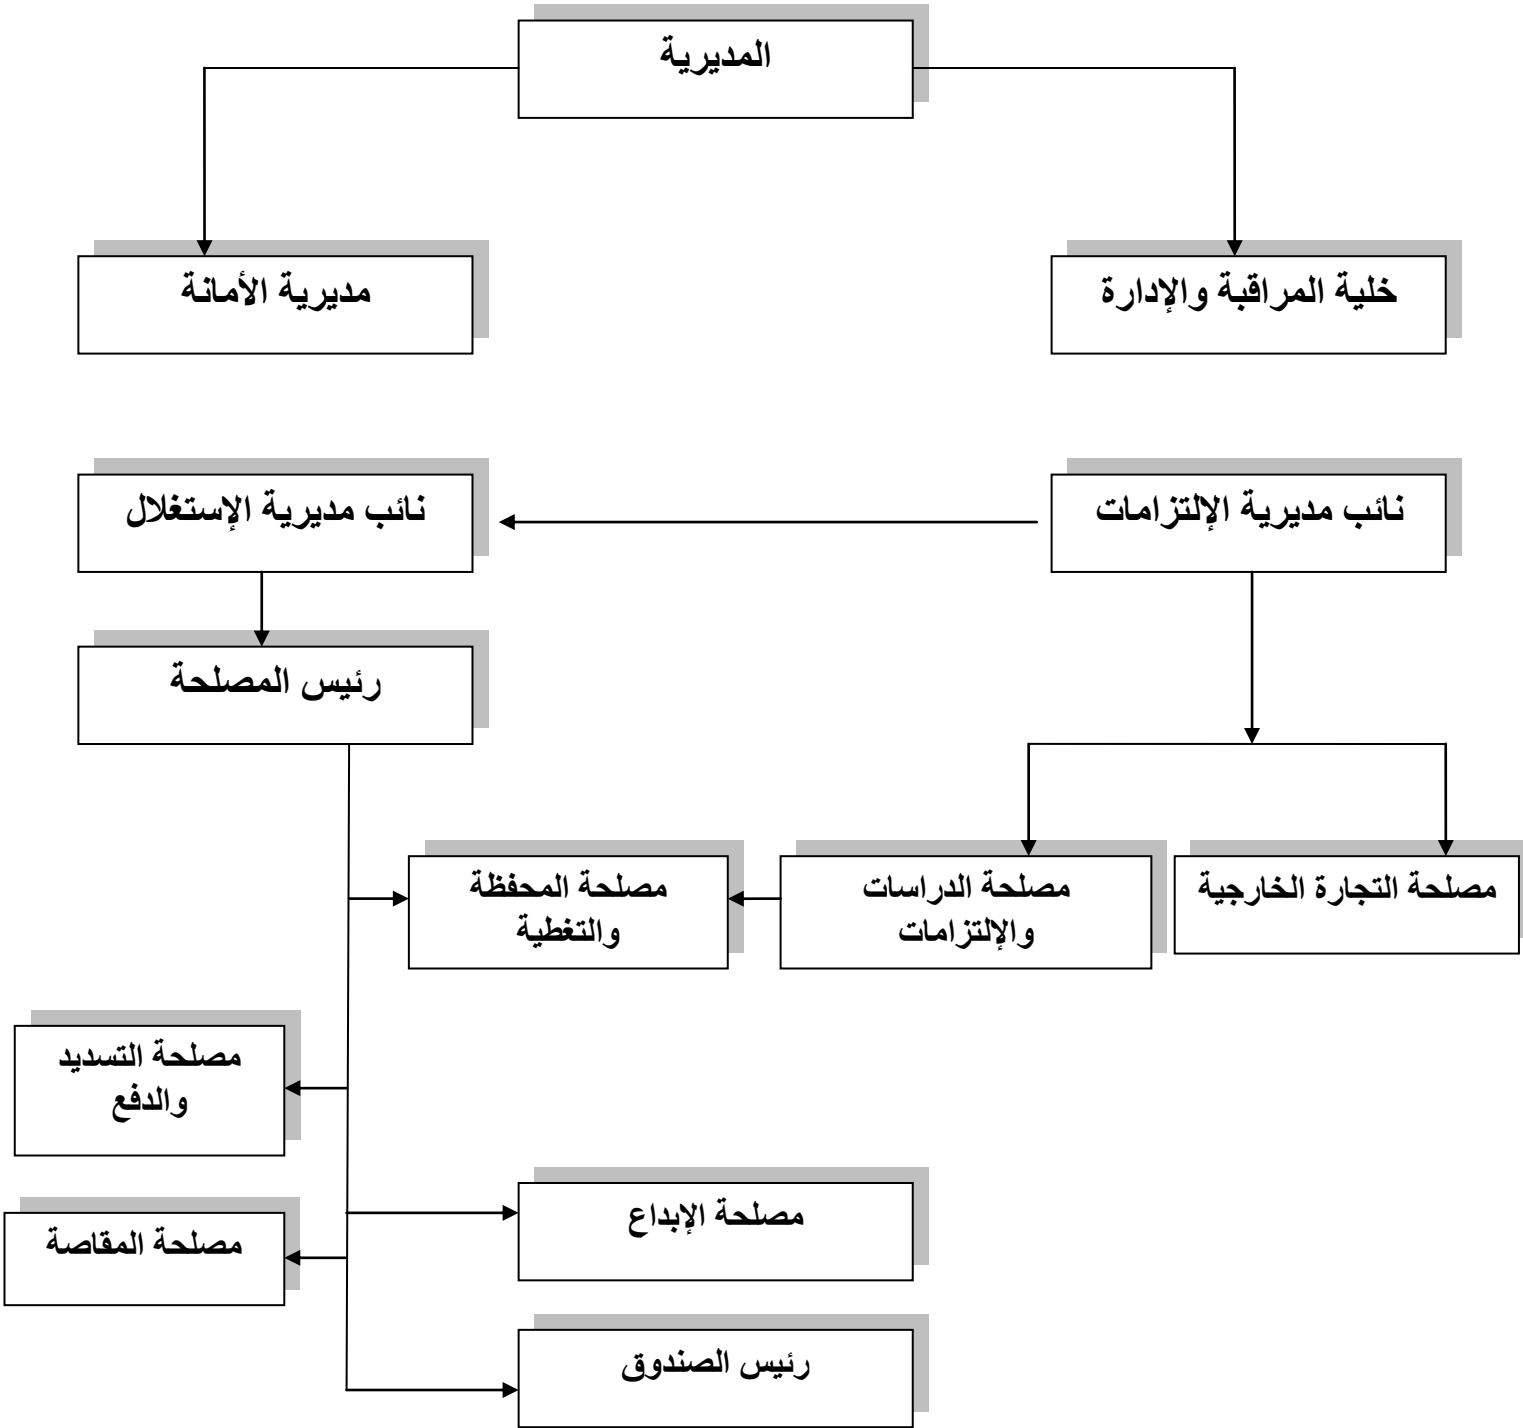 المديرية
خلية المراقبة والإدارة
مديرية الأمانة
نائب مديرية الإلتزامات
نائب مديرية الإستغلال
رئيس المصلحة
مصلحة التجارة الخارجية
مصلحة الدراسات
والإلتزامات
مصلحة المحفظة
والتغطية
مصلحة التسديد
والدفع
مصلحة الإبداع
مصلحة المقاصة
رئيس الصندوق